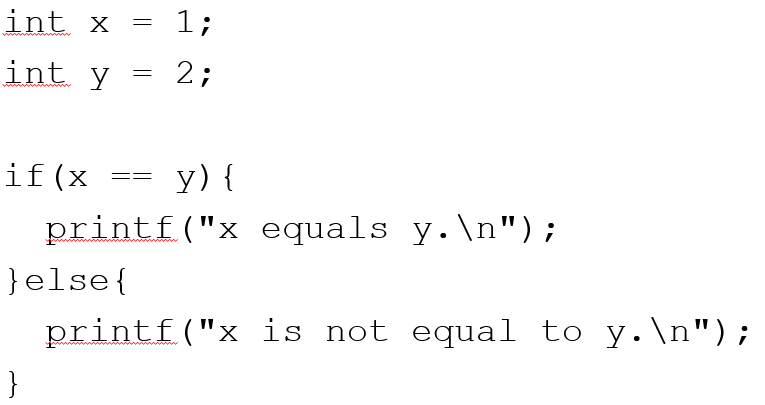 int x = 1;
int y = 2;
if(x == y){
printf("x equals y.\n");
}else{
printf("x is not equal to y.\n");
}